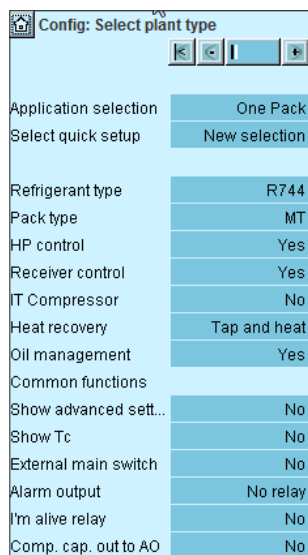 Config: Select plant type
Application selection One Pack
Select quick setup New selection
Refrigerant type R744
Pack type MT
HP control Yes
Receiver control Yes
IT Compressor No
Heat recovery Tap and heat
Oil management Yes
Common functions
Show advanced sett... No
Show Tc No
External main switch No
Alarm output No relay
I'm alive relay No
Comp. cap. out to AO No